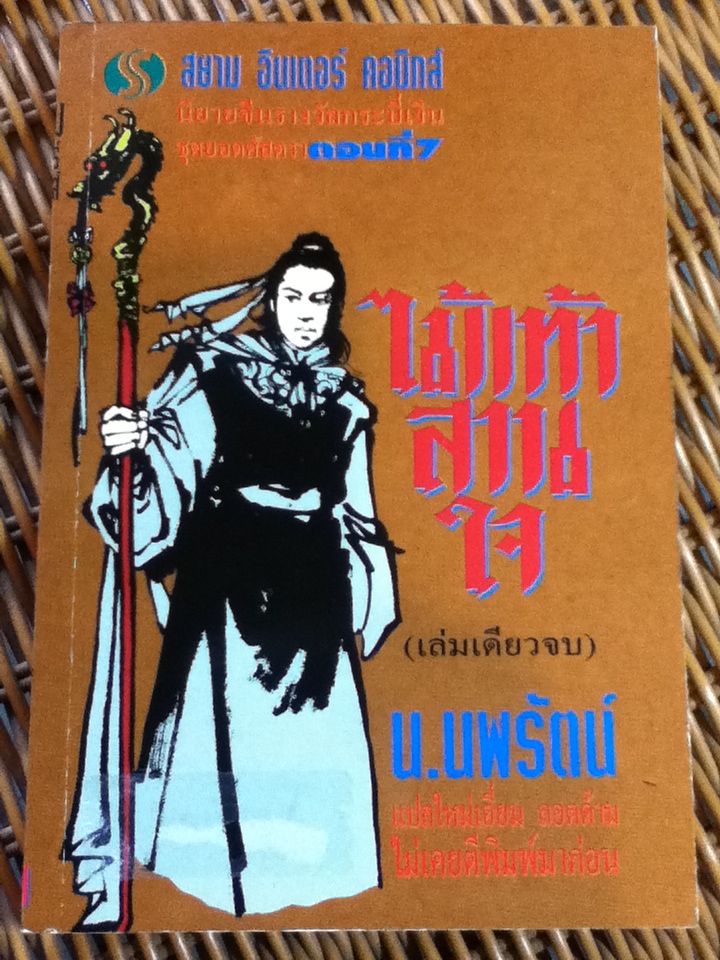 สยาม อินเตอร์ คอมิกส์
นิยายจีนรางวัลกระบี่เงิน
ชุดยอดศัสตราตอนที่7
ไม้เท้า
สาน
ใจ
(เล่มเดียวจบ)
น.นพรัตน์
แปลใหม่เอี่ยม ถอดด้าม
ไม่เคยตีพิมพ์มาก่อน